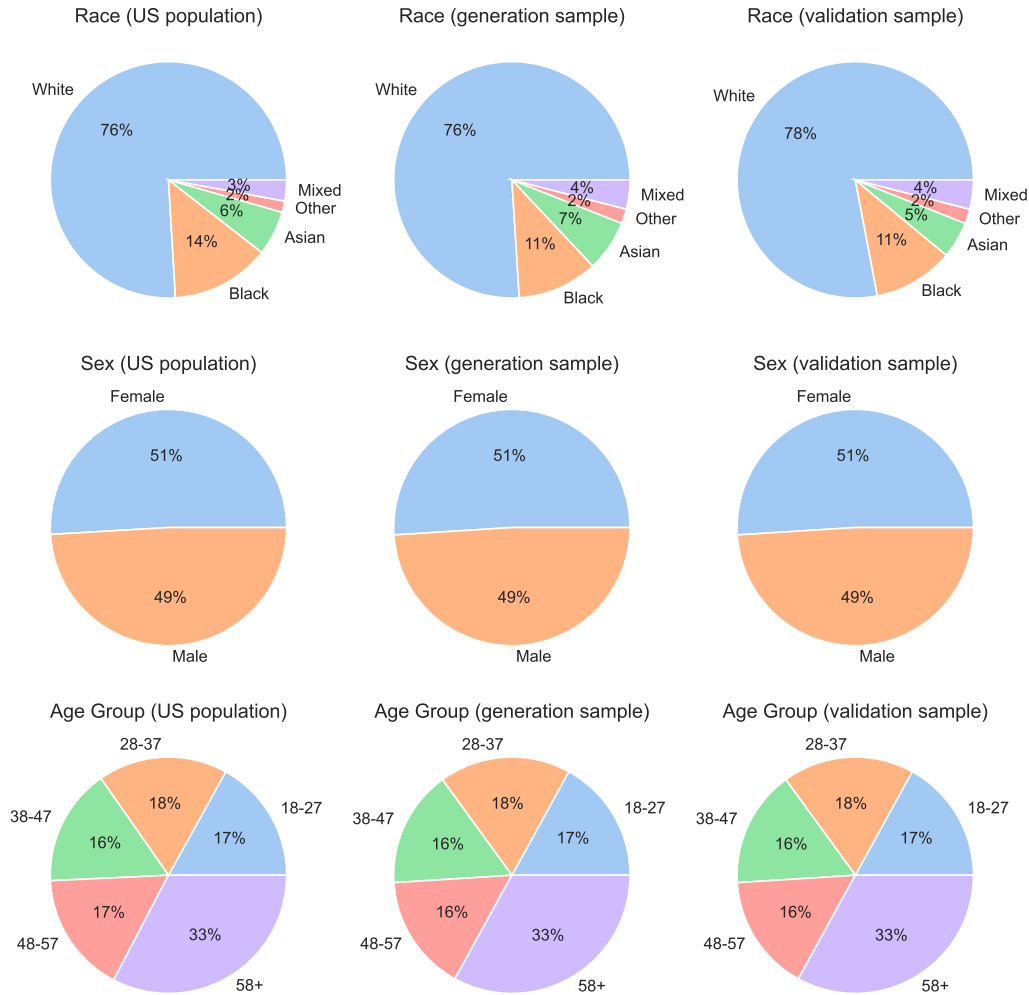 Race (US population)
White
76%
3%
Mixed
2%
Other
6%
Asian
14%
Black
Race (generation sample)
White
76%
4%
Mixed
2%
Other
7%
Asian
11%
Black
Race (validation sample)
White
78%
4%
Mixed
2%
Other
5%
Asian
11%
Black
Sex (US population)
Female
51%
49%
Male
Sex (generation sample)
Female
51%
49%
Male
Sex (validation sample)
Female
51%
49%
Male
Age Group (US population)
28-37
18%
18-27
17%
38-47
16%
48-57
17%
33%
58+
Age Group (generation sample)
28-37
18%
18-27
17%
38-47
16%
48-57
16%
33%
58+
Age Group (validation sample)
28-37
18%
18-27
17%
38-47
16%
48-57
16%
33%
58+